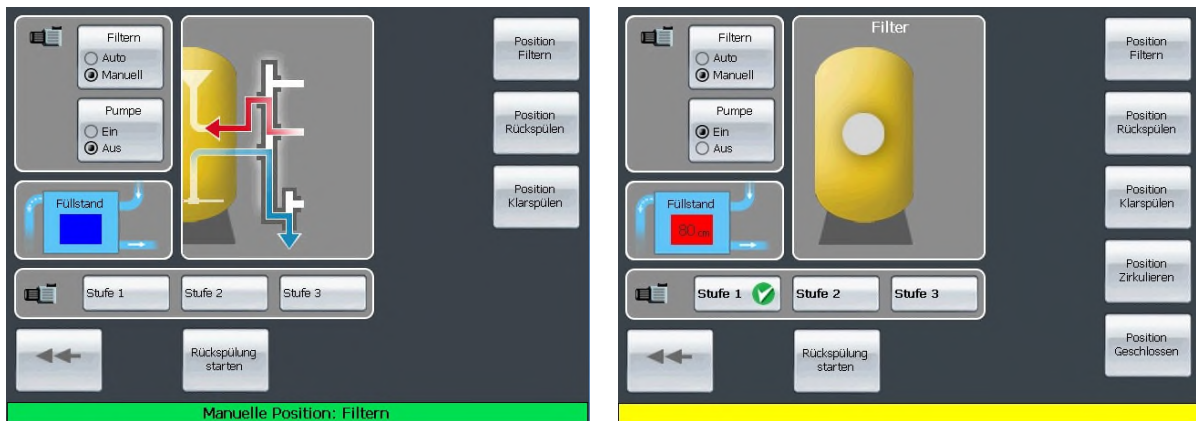 Filtern
Auto
Manuell
Pumpe
Ein
Aus
Füllstand
Stufe 1
Stufe 2
Stufe 3
Rückspülung
starten
Position
Filtern
Position
Rückspülen
Position
Klarspülen
Manuelle Position: Filtern
Filtern
Auto
Manuell
Pumpe
Ein
Aus
Filter
Füllstand
80 cm
Stufe 1
Stufe 2
Stufe 3
Rückspülung
starten
Position
Filtern
Position
Rückspülen
Position
Klarspülen
Position
Zirkulieren
Position
Geschlossen